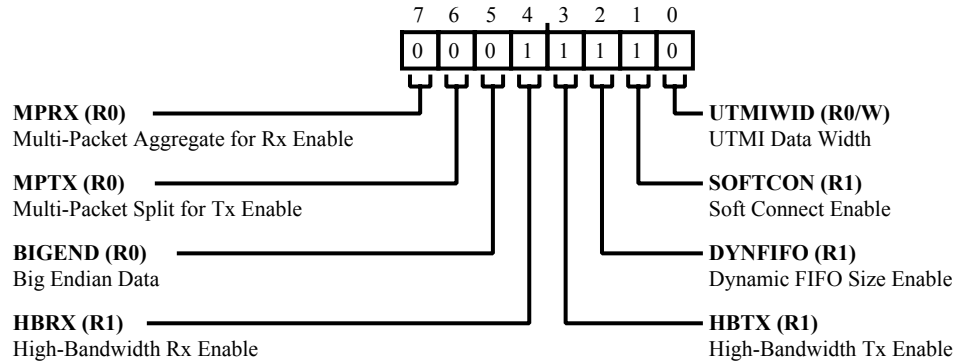 7 6 5 4 3 2 1 0
0 0 0 1 1 1 1 0
MPRX (R0)
Multi-Packet Aggregate for Rx Enable
MPTX (R0)
Multi-Packet Split for Tx Enable
BIGEND (R0)
Big Endian Data
HBRX (R1)
High-Bandwidth Rx Enable
UTMIWID (R0/W)
UTMI Data Width
SOFTCON (R1)
Soft Connect Enable
DYNFIFO (R1)
Dynamic FIFO Size Enable
HBTX (R1)
High-Bandwidth Tx Enable